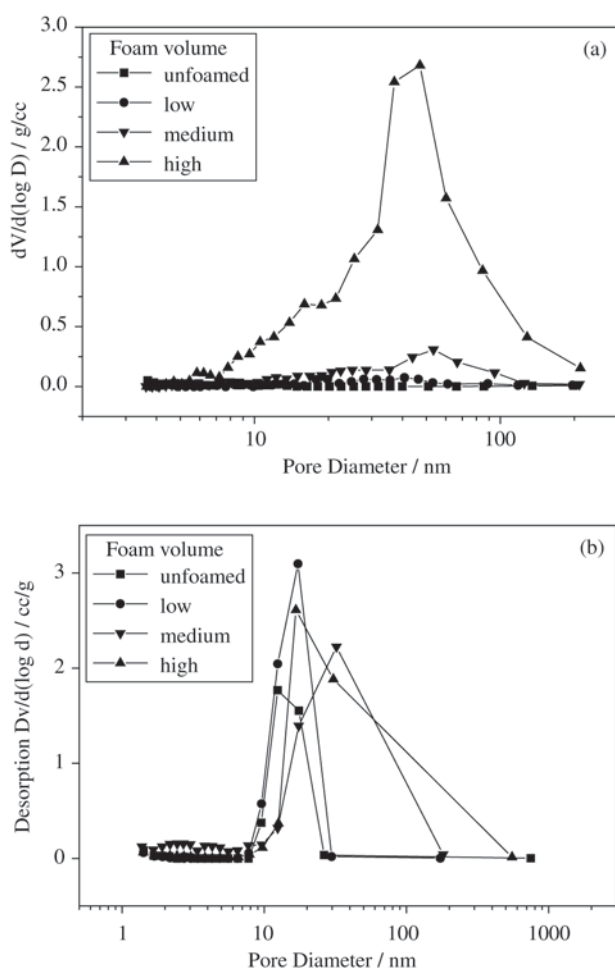 (a)
Foam volume
unfoamed
low
medium
high
3.0
2.5
2.0
1.5
1.0
0.5
0.0
dV/d(log D) / g/cc
10
100
Pore Diameter / nm
(b)
Foam volume
unfoamed
low
medium
high
3
2
1
0
Desorption Dv/d(log d) / cc/g
1
10
100
1000
Pore Diameter / nm